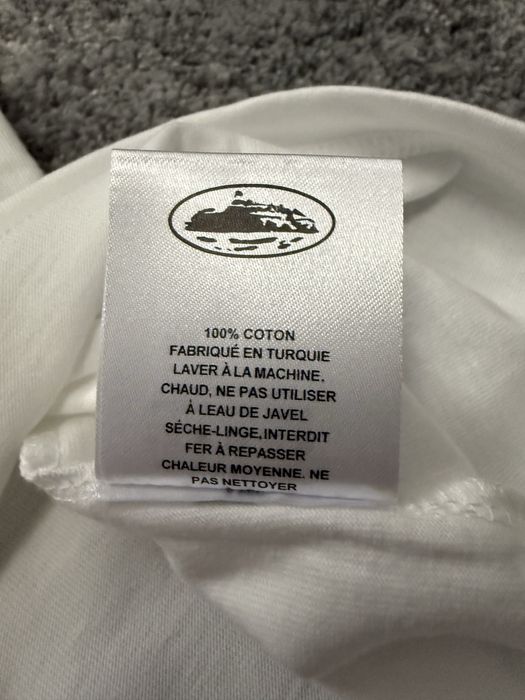 100% COTON
FABRIQUÉ EN TURQUIE
LAVER À LA MACHINE.
CHAUD, NE PAS UTILISER
À LEAU DE JAVEL
SÉCHE-LINGE,INTERDIT
FER À REPASSER
CHALEUR MOYENNE. NE
PAS NETTOYER